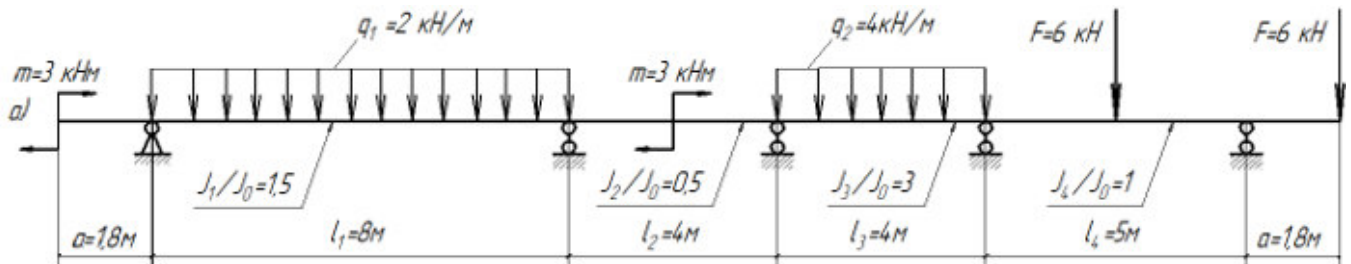 q₁ =2 кН/м
q₂ =4кН/м
F=6 кН
F=6 кН
m=3 кНм
m=3 кНм
а)
J₁/J₀=1,5
J₂/J₀=0,5
J₃/J₀=3
J₄/J₀=1
a=1,8м
l₁=8м
l₂=4м
l₃=4м
l₄=5м
a=1,8м